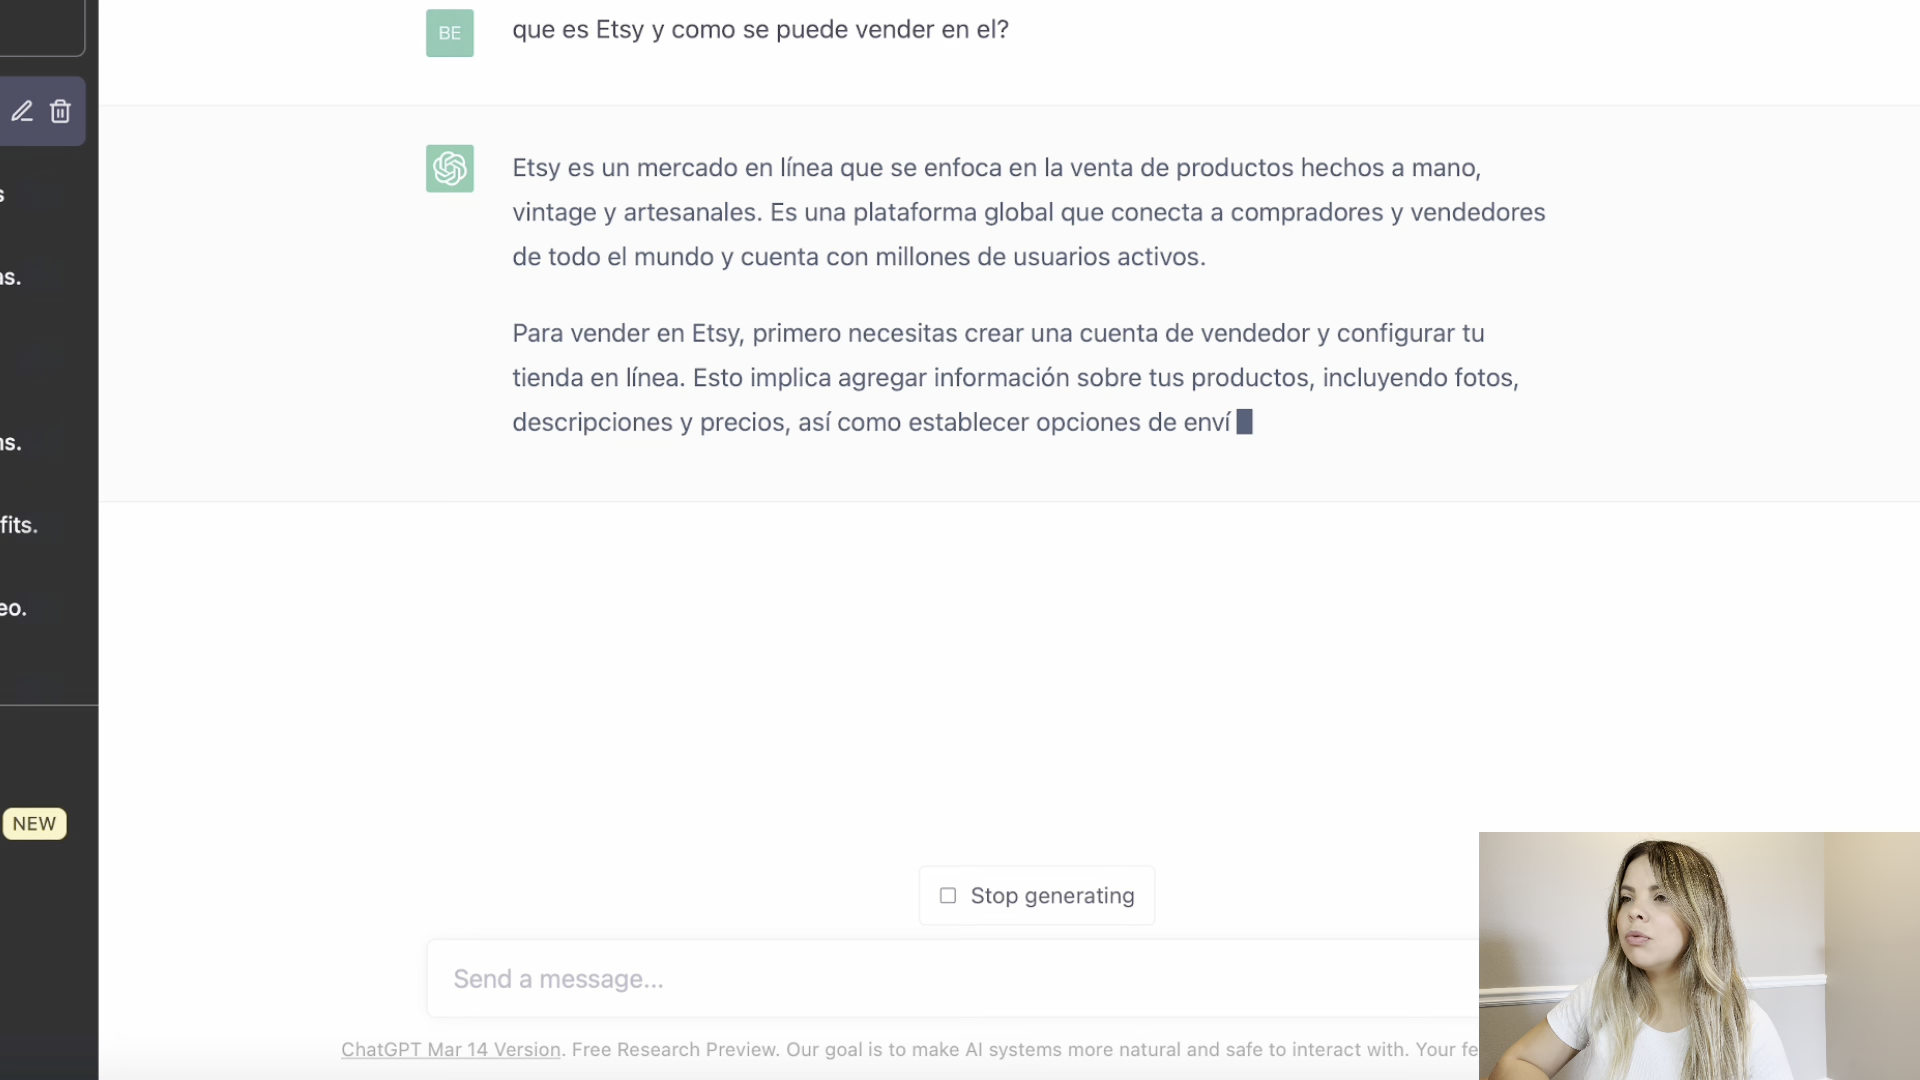 BE
que es Etsy y como se puede vender en el?
Etsy es un mercado en línea que se enfoca en la venta de productos hechos a mano,
vintage y artesanales. Es una plataforma global que conecta a compradores y vendedores
de todo el mundo y cuenta con millones de usuarios activos.
Para vender en Etsy, primero necesitas crear una cuenta de vendedor y configurar tu
tienda en línea. Esto implica agregar información sobre tus productos, incluyendo fotos,
descripciones y precios, así como establecer opciones de enví
s
as.
ns.
fits.
eo.
NEW
Stop generating
Send a message...
ChatGPT Mar 14 Version. Free Research Preview. Our goal is to make AI systems more natural and safe to interact with. Your fe